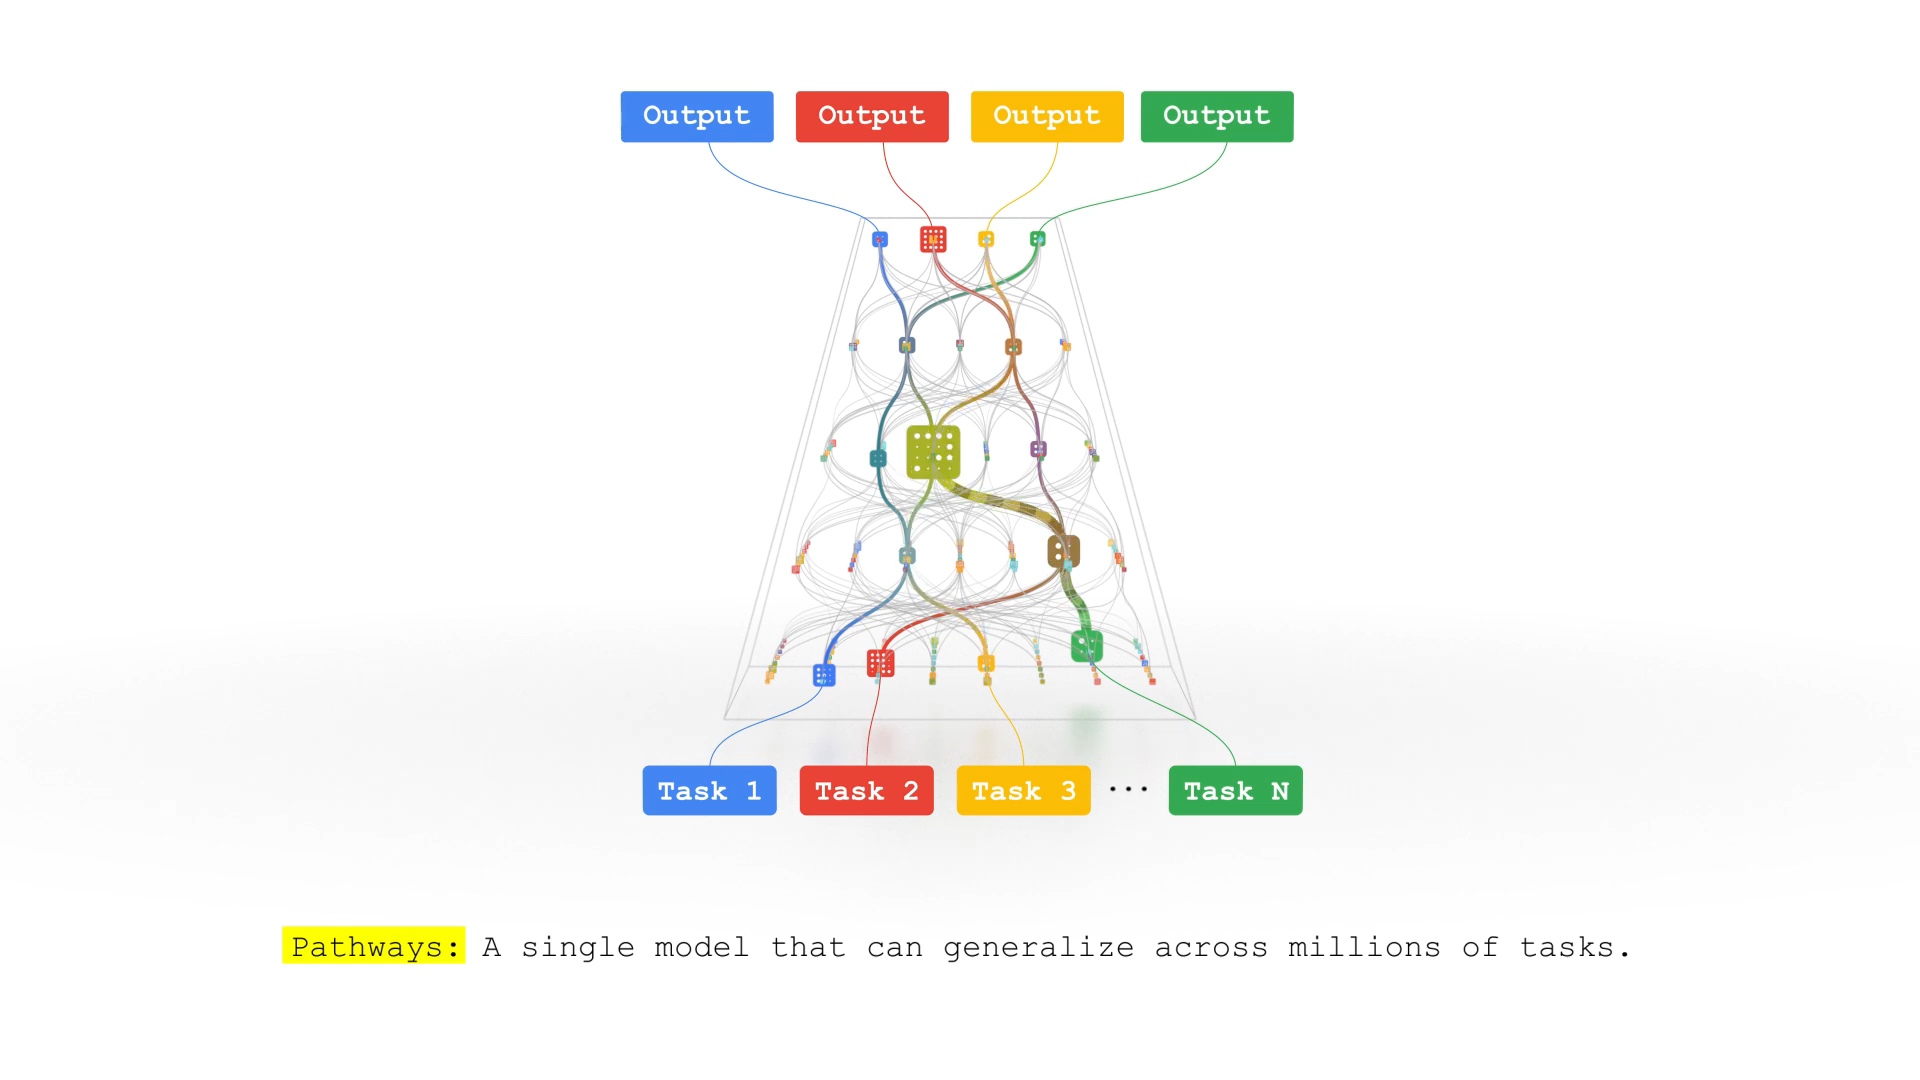 Output Output Output Output
Task 1 Task 2 Task 3 ... Task N
Pathways: A single model that can generalize across millions of tasks.